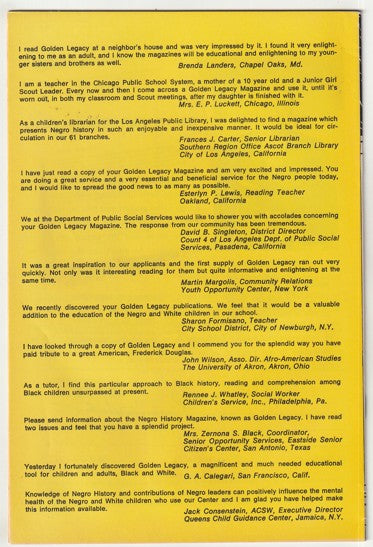 I read Golden Legacy at a neighbor's house and was very impressed by it. I found it very enlight-
ening to me as an adult, and I know the magazines will be educational and enlightening to my youn-
ger sisters and brothers as well.
Brenda Landers, Chapel Oaks, Md.
I am a teacher in the Chicago Public School System, a mother of a 10 year old and a Junior Girl
Scout Leader. Every now and then I come across a Golden Legacy Magazine and use it, until it's
worn out, in both my classroom and Scout meetings, after my daughter is finished with it.
Mrs. E. P. Luckett, Chicago, Illinois
As a children's librarian for the Los Angeles Public Library, I was delighted to find a magazine which
presents Negro history in such an enjoyable and inexpensive manner. It would be ideal for cir-
culation in our 61 branches.
Frances J. Carter, Senior Librarian
Southern Region Office Ascot Branch Library
City of Los Angeles, California
I have just read a copy of your Golden Legacy Magazine and am very excited and impressed. You
are doing a great service and a very essential and beneficial service for the Negro people today,
and I would like to spread the good news to as many as possible.
Esterlyn P. Lewis, Reading Teacher
Oakland, California
We at the Department of Public Social Services would like to shower you with accolades concerning
your Golden Legacy Magazine. The response from our community has been tremendous.
David B. Singleton, District Director
Count 4 of Los Angeles Dept. of Public Social
Services, Pasadena, California
It was a great inspiration to our applicants and the first supply of Golden Legacy ran out very
quickly. Not only was it interesting reading for them but quite informative and enlightening at the
same time.
Martin Margolis, Community Relations
Youth Opportunity Center, New York
We recently discovered your Golden Legacy publications. We feel that it would be a valuable
addition to the education of the Negro and White children in our school.
Sharon Formisano, Teacher
City School District, City of Newburgh, N.Y.
I have looked through a copy of Golden Legacy and I commend you for the splendid way you have
paid tribute to a great American, Frederick Douglas.
John Wilson, Asso. Dir. Afro-American Studies
The University of Akron, Akron, Ohio
As a tutor, I find this particular approach to Black history, reading and comprehension among
Black children unsurpassed at present.
Rennee J. Whatley, Social Worker
Children's Service, Inc., Philadelphia, Pa.
Please send information about the Negro History Magazine, known as Golden Legacy. I have read
two issues and feel that you have a splendid project.
Mrs. Zernona S. Black, Coordinator,
Senior Opportunity Services, Eastside Senior
Citizen's Center, San Antonio, Texas
Yesterday I fortunately discovered Golden Legacy, a magnificent and much needed educational
tool for children and adults, Black and White.
G. A. Calegari, San Francisco, Calif.
Knowledge of Negro History and contributions of Negro leaders can positively influence the mental
health of the Negro and White children who use our Center and I am glad you have helped make
this information available.
Jack Consenstein, ACSW, Executive Director
Queens Child Guidance Center, Jamaica, N.Y.